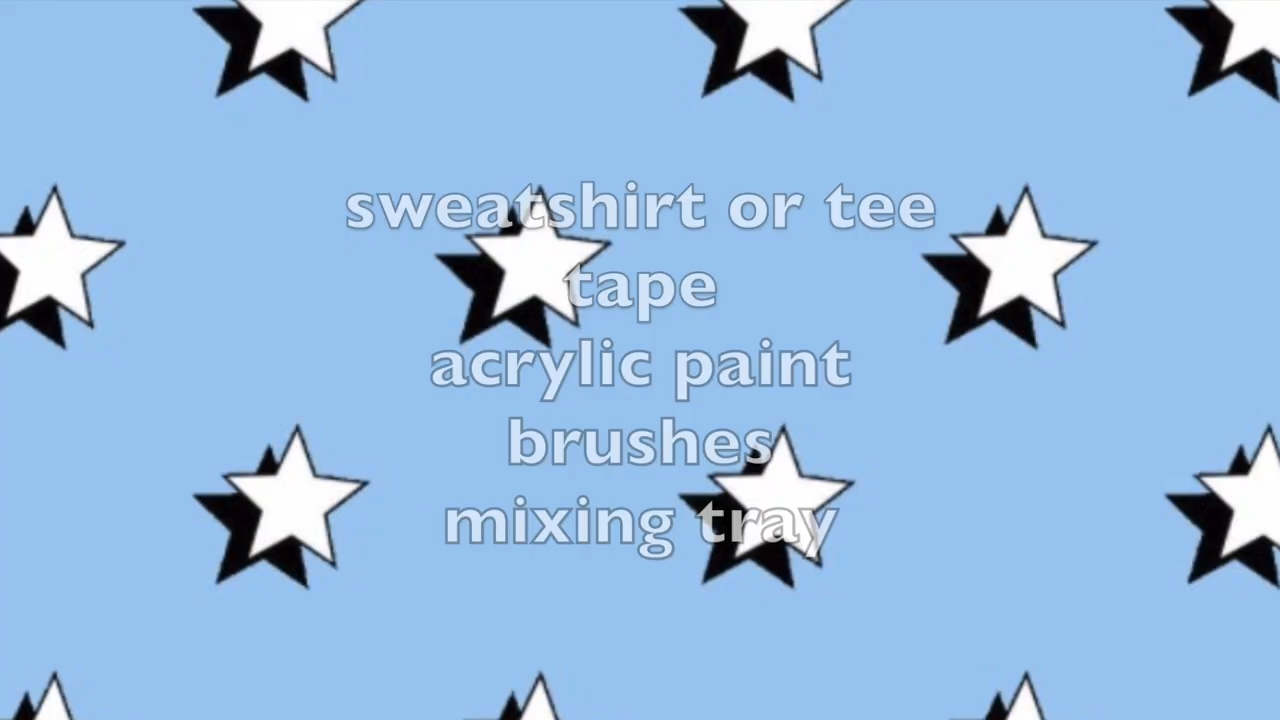 sweatshirt or tee
tape
acrylic paint
brushes
mixing tray